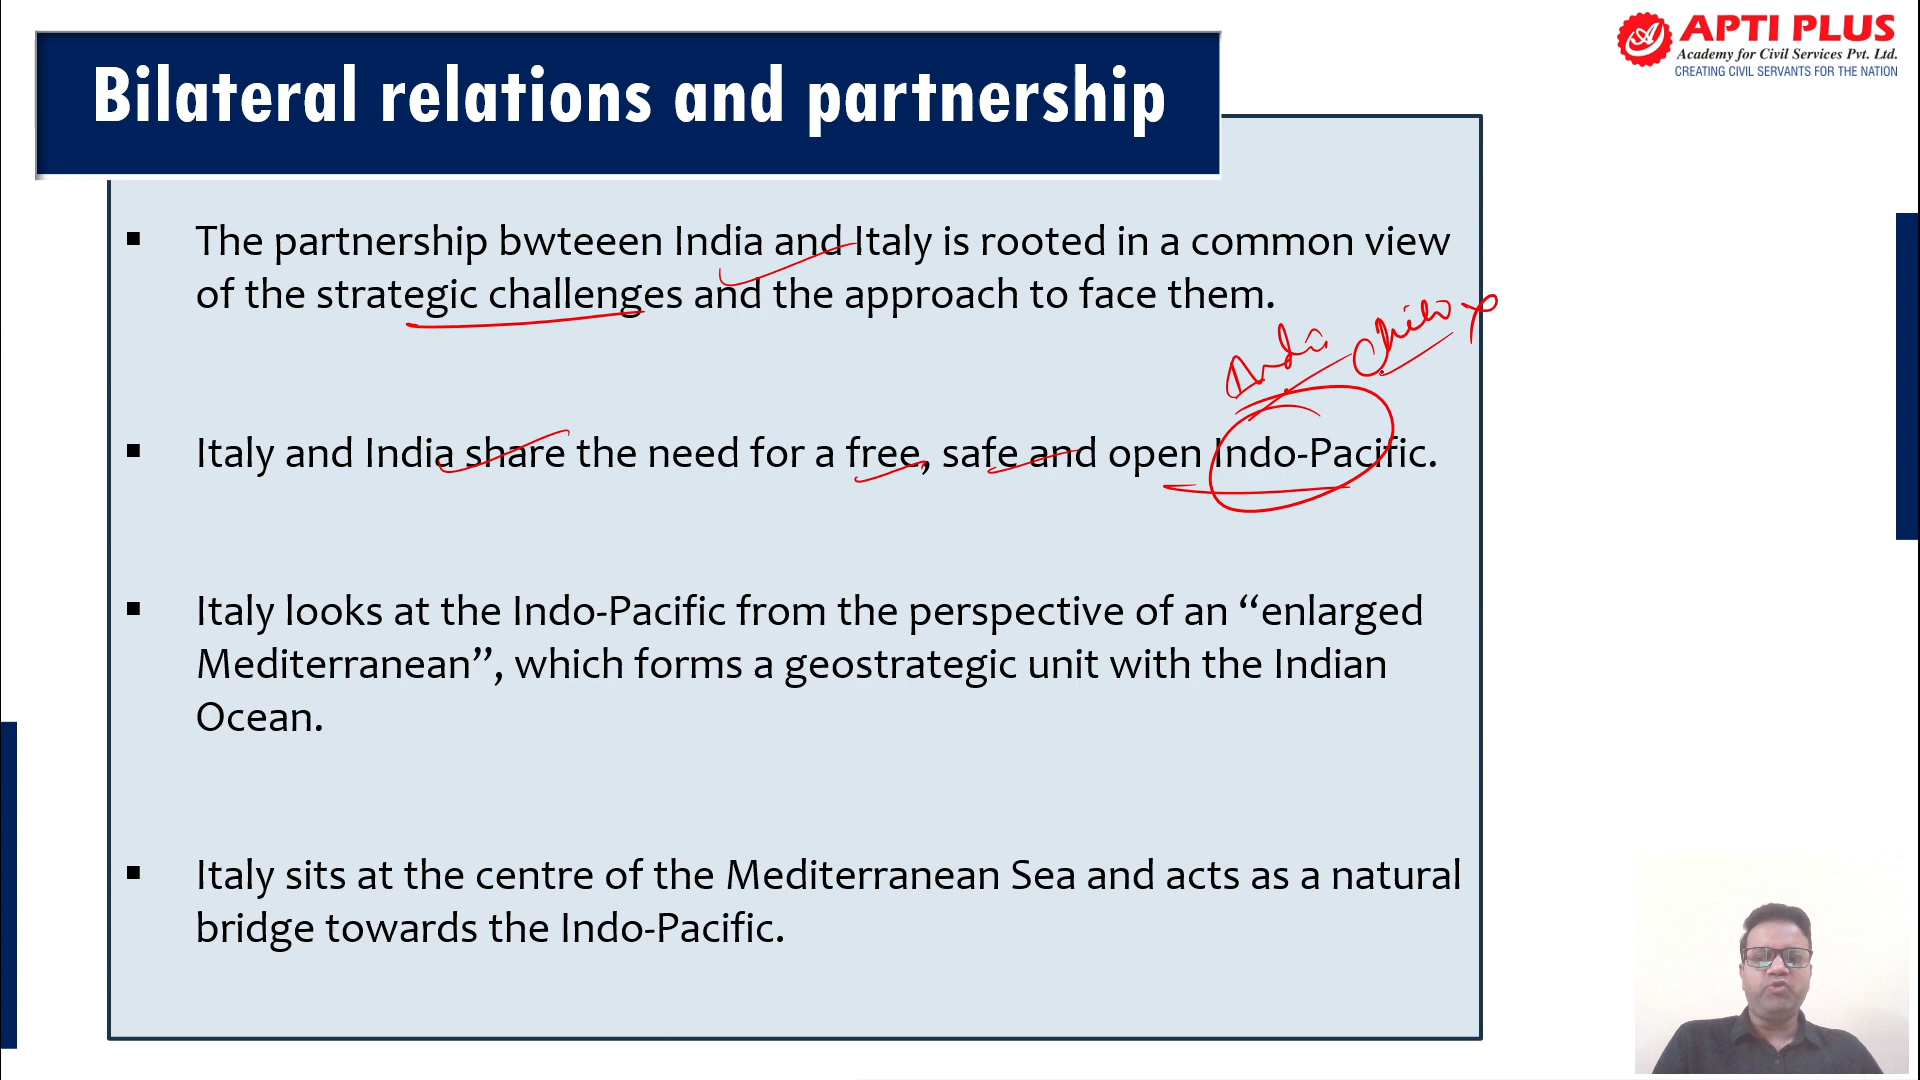 APTI PLUS
Academy for Civil Services Pvt. Ltd.
CREATING CIVIL SERVANTS FOR THE NATION
Bilateral relations and partnership
▪ The partnership bwteeen India and Italy is rooted in a common view
of the strategic challenges and the approach to face them.
India
▪ Italy and India share the need for a free, safe and open Indo-Pacific.
▪ Italy looks at the Indo-Pacific from the perspective of an “enlarged
Mediterranean”, which forms a geostrategic unit with the Indian
Ocean.
▪ Italy sits at the centre of the Mediterranean Sea and acts as a natural
bridge towards the Indo-Pacific.